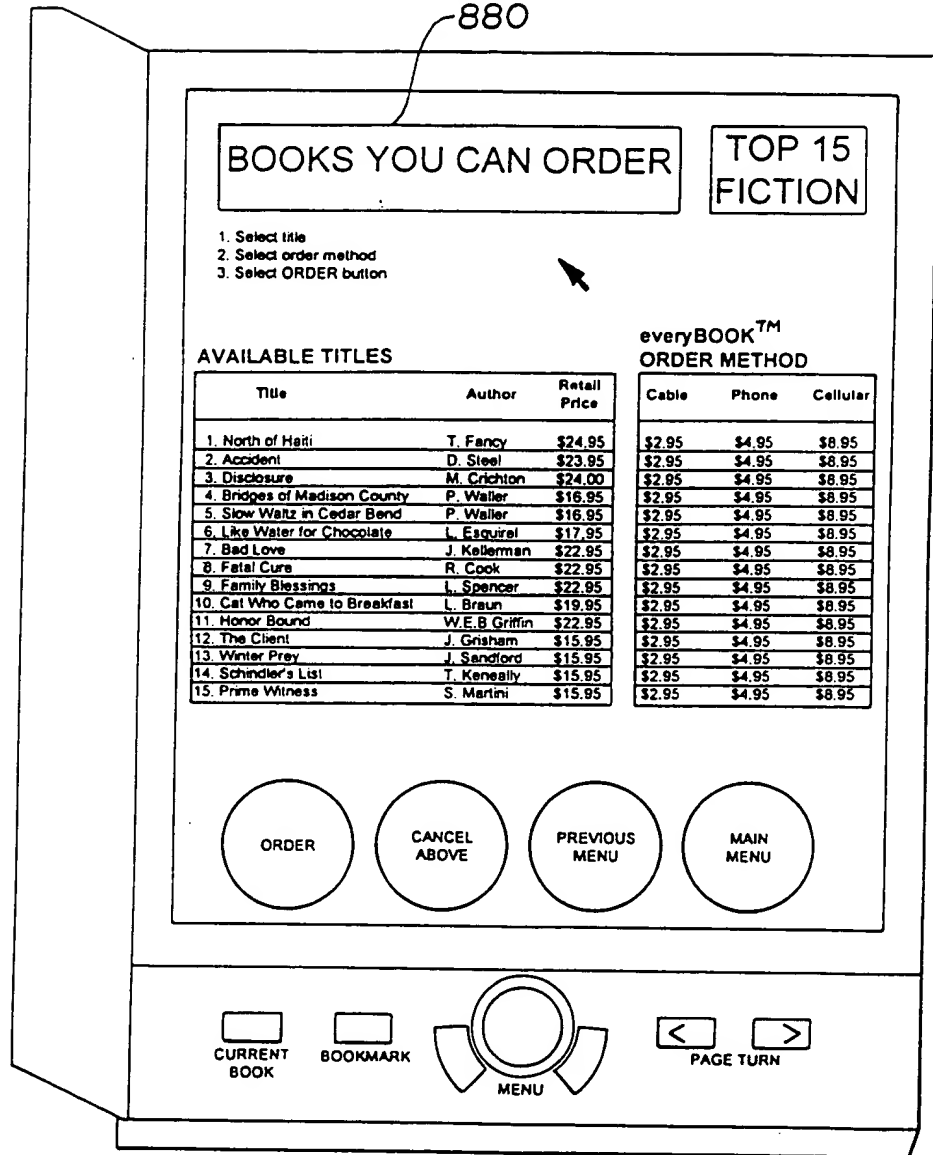 880
BOOKS YOU CAN ORDER
TOP 15
FICTION
1. Select title
2. Select order method
3. Select ORDER button
everyBOOK™
AVAILABLE TITLES
ORDER METHOD
Title Author Retail Price Cable Phone Cellular
1. North of Haiti T. Fancy $24.95 $2.95 $4.95 $8.95
2. Accident D. Steel $23.95 $2.95 $4.95 $8.95
3. Disclosure M. Crichton $24.00 $2.95 $4.95 $8.95
4. Bridges of Madison County P. Waller $16.95 $2.95 $4.95 $8.95
5. Slow Waltz in Cedar Bend P. Waller $16.95 $2.95 $4.95 $8.95
6. Like Water for Chocolate L. Esquirel $17.95 $2.95 $4.95 $8.95
7. Bad Love J. Kellerman $22.95 $2.95 $4.95 $8.95
8. Fatal Cure R. Cook $22.95 $2.95 $4.95 $8.95
9. Family Blessings L. Spencer $22.95 $2.95 $4.95 $8.95
10. Cat Who Came to Breakfast L. Braun $19.95 $2.95 $4.95 $8.95
11. Honor Bound W.E.B Griffin $22.95 $2.95 $4.95 $8.95
12. The Client J. Grisham $15.95 $2.95 $4.95 $8.95
13. Winter Prey J. Sandford $15.95 $2.95 $4.95 $8.95
14. Schindler's List T. Keneally $15.95 $2.95 $4.95 $8.95
15. Prime Witness S. Martini $15.95 $2.95 $4.95 $8.95
ORDER
CANCEL
ABOVE
PREVIOUS
MENU
MAIN
MENU
< >
CURRENT
BOOK
BOOKMARK
MENU
PAGE TURN